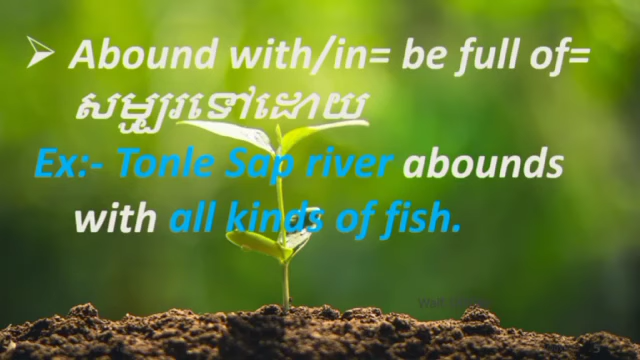 ➢ Abound with/in= be full of=
សម្បូរទៅដោយ
Ex:- Tonle Sap river abounds
with all kinds of fish.